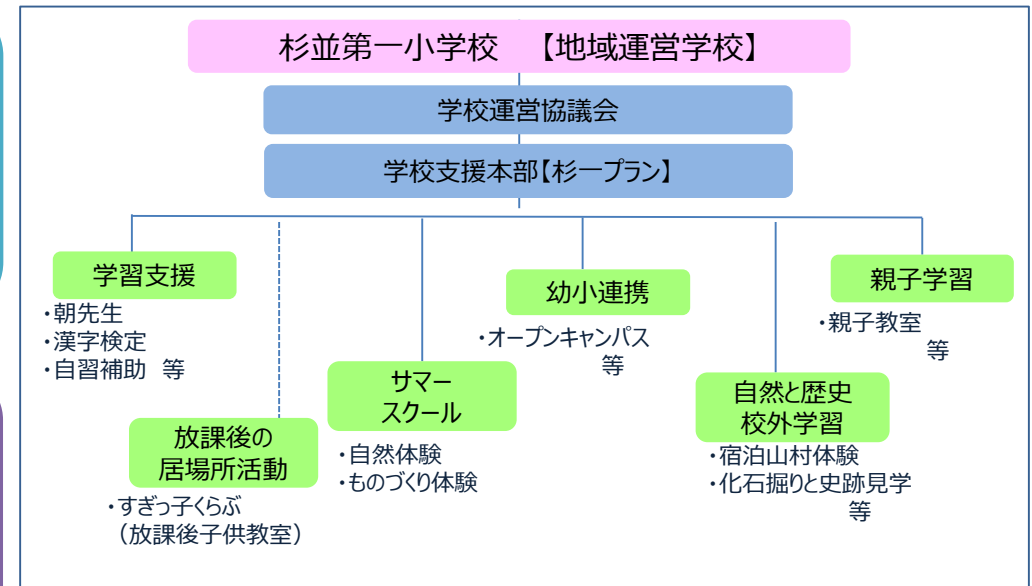 杉並第一小学校　【地域運営学校】
学校運営協議会
学校支援本部【杉一プラン】
学習支援
・朝先生
・漢字検定
・自習補助　等
放課後の
居場所活動
・すぎっ子くらぶ
（放課後子供教室）
サマー
スクール
・自然体験
・ものづくり体験
幼小連携
・オープンキャンパス
等
自然と歴史
校外学習
・宿泊山村体験
・化石掘りと史跡見学
等
親子学習
・親子教室
等